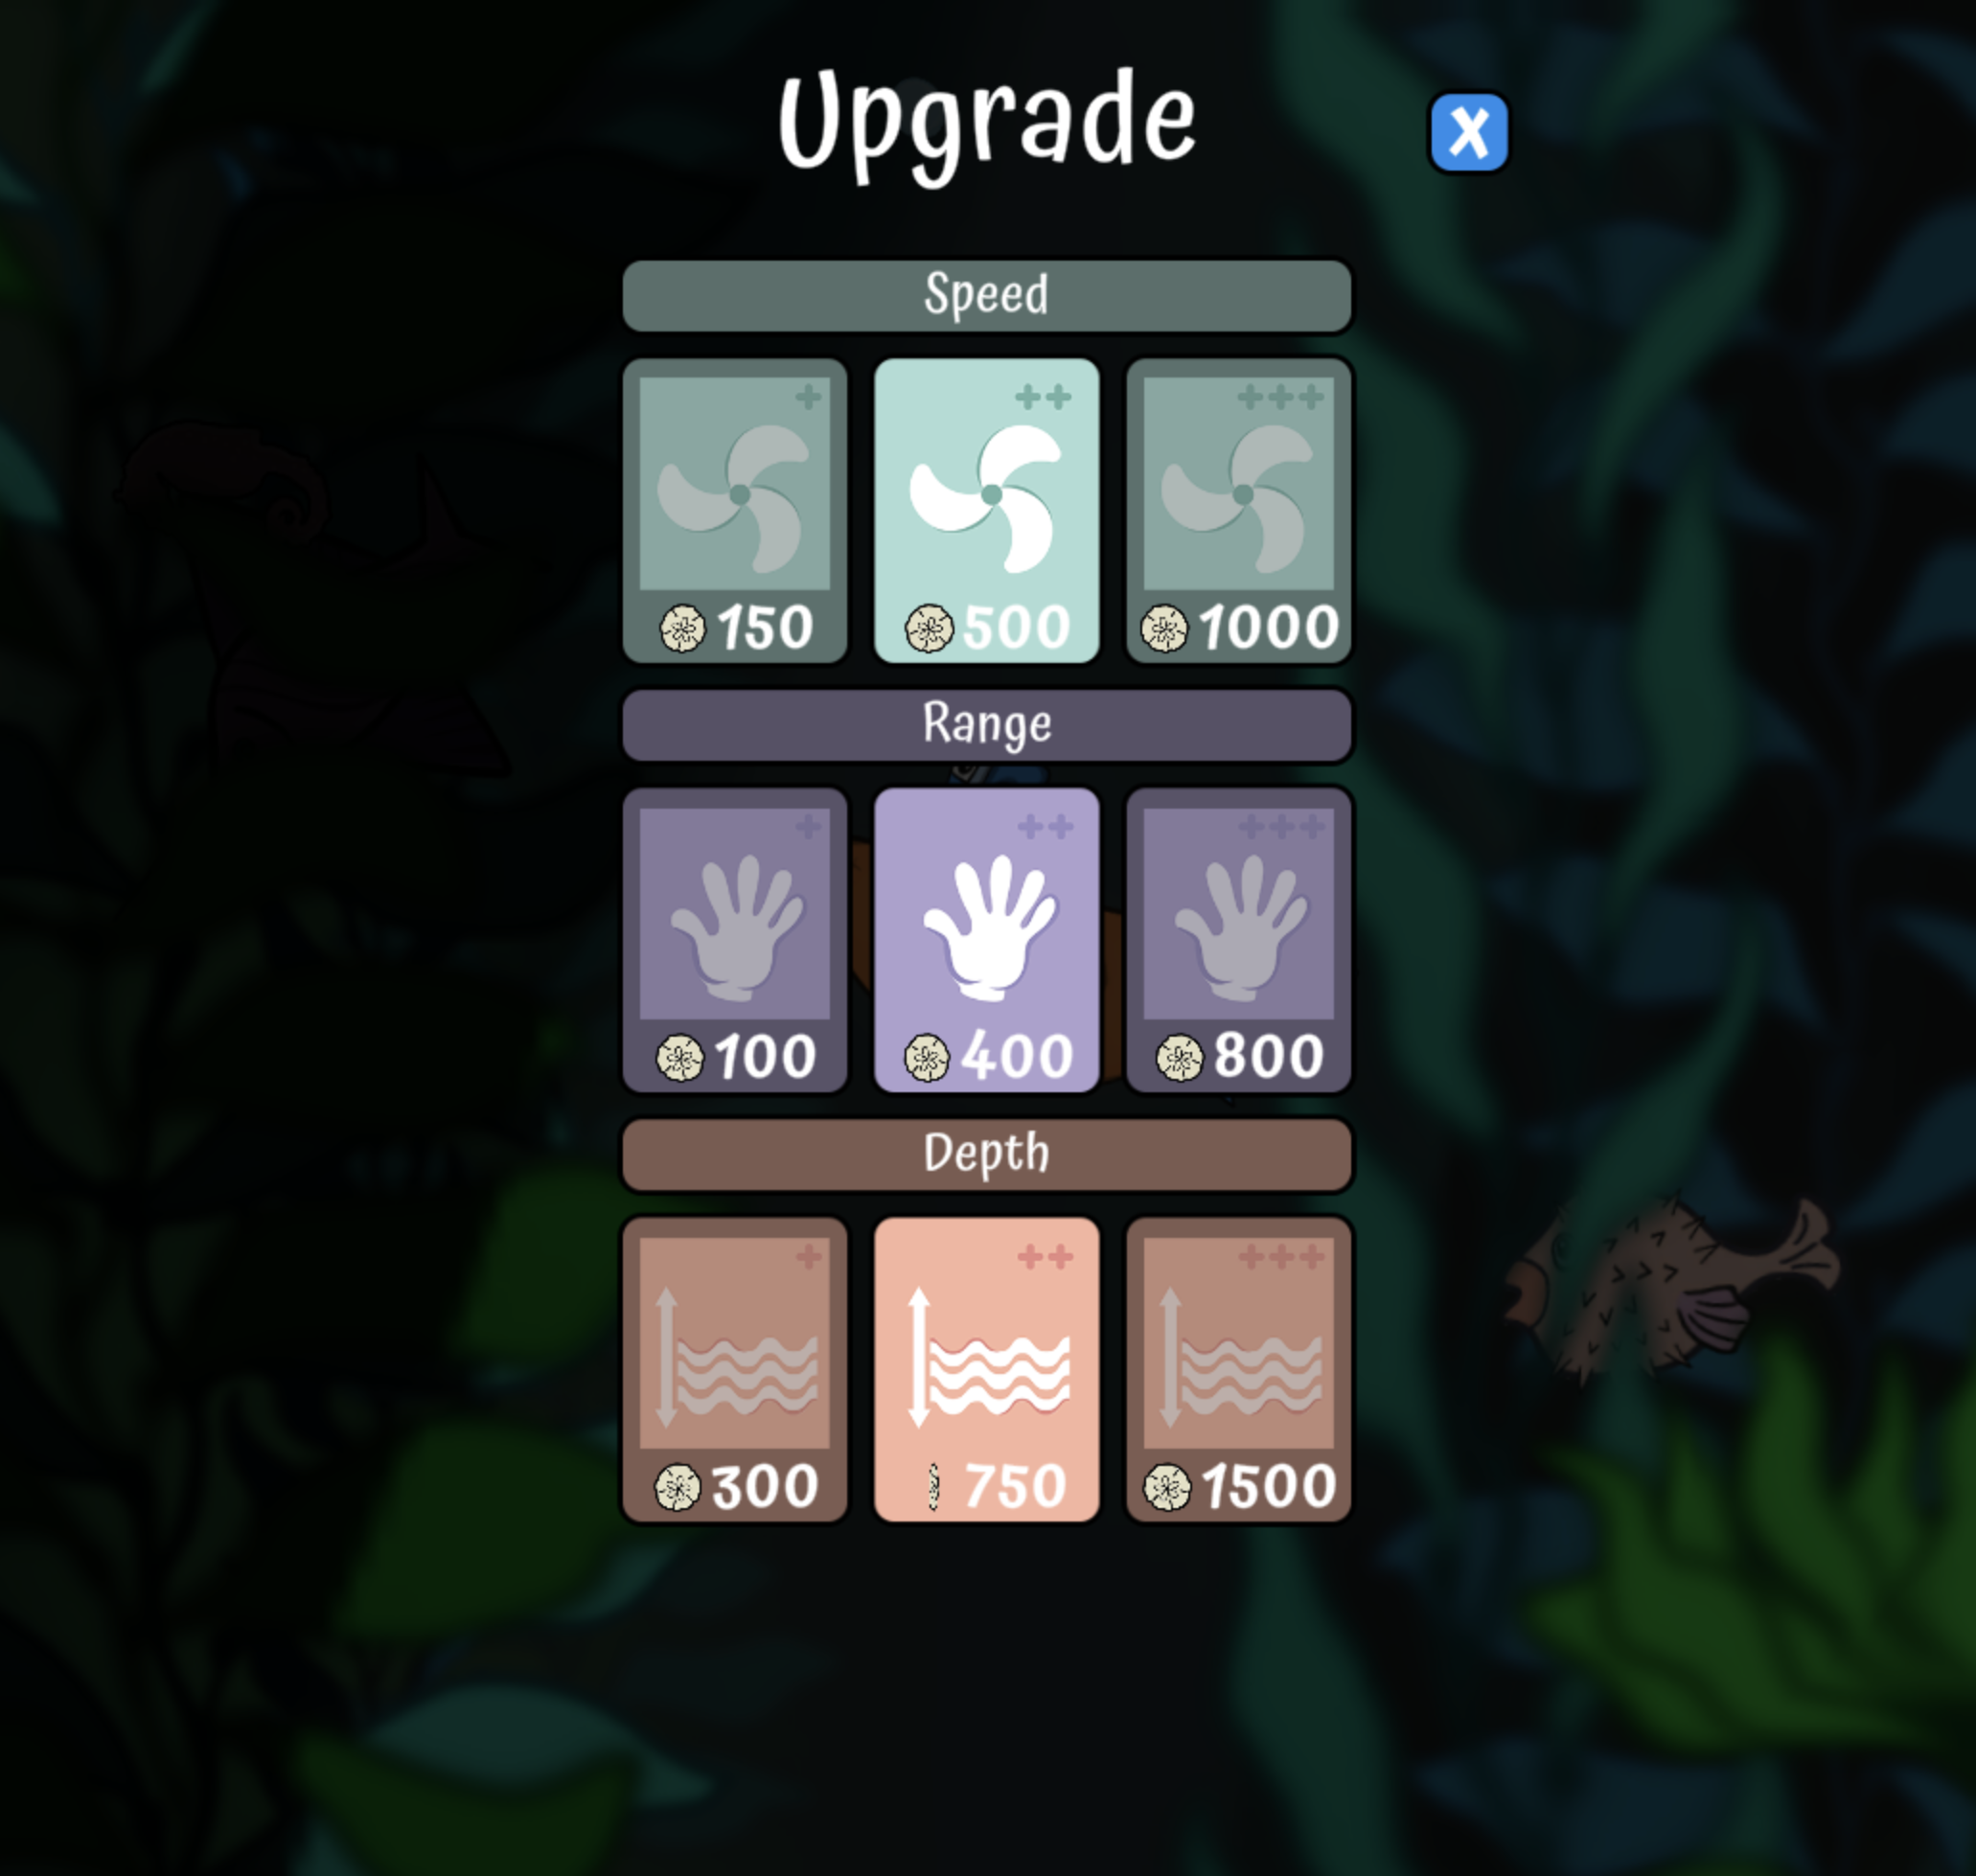 Upgrade
X
Speed
+ ++ +++
150 500 1000
Range
+ ++ +++
100 400 800
Depth
+ ++ +++
300 750 1500